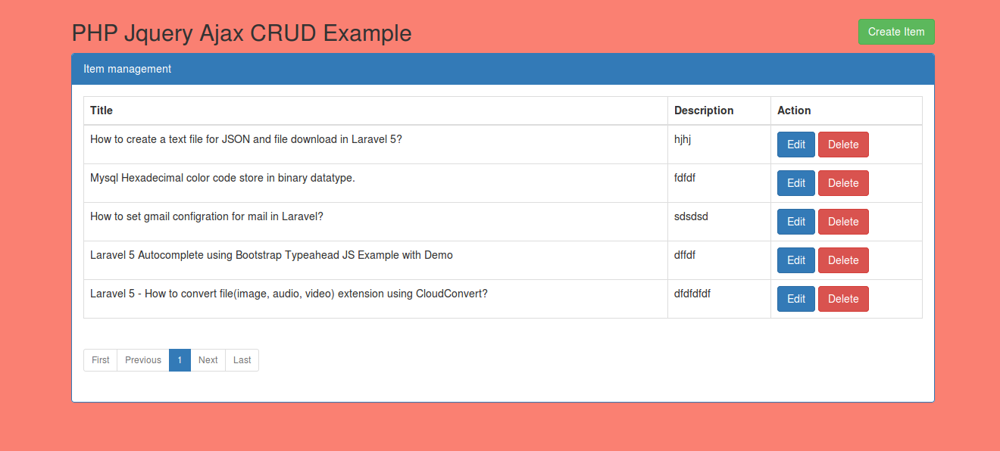 PHP Jquery Ajax CRUD Example Create Item
Item management
Title Description Action
How to create a text file for JSON and file download in Laravel 5? hjhj Edit Delete
Mysql Hexadecimal color code store in binary datatype. fdfdf Edit Delete
How to set gmail configration for mail in Laravel? sdsdsd Edit Delete
Laravel 5 Autocomplete using Bootstrap Typeahead JS Example with Demo dffdf Edit Delete
Laravel 5 - How to convert file(image, audio, video) extension using CloudConvert? dfdfdfdf Edit Delete
First Previous 1 Next Last